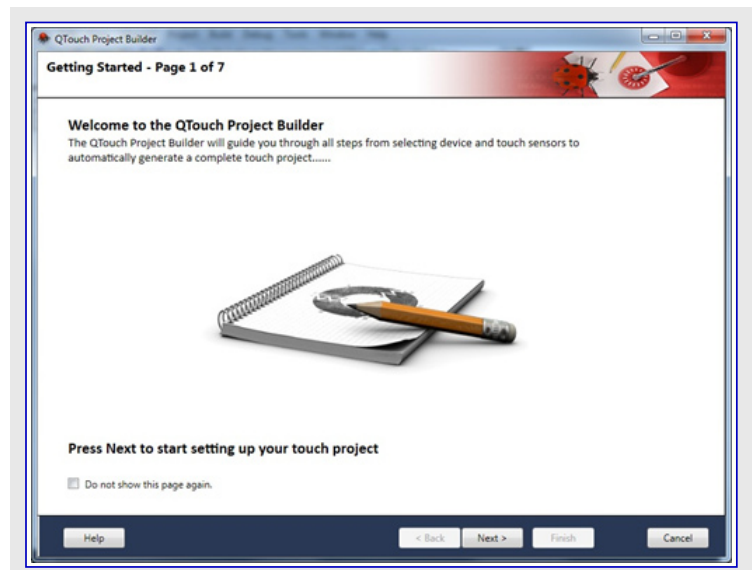 QTouch Project Builder
Getting Started - Page 1 of 7
Welcome to the QTouch Project Builder
The QTouch Project Builder will guide you through all steps from selecting device and touch sensors to
automatically generate a complete touch project......
Press Next to start setting up your touch project
Do not show this page again.
Help
< Back
Next >
Finish
Cancel